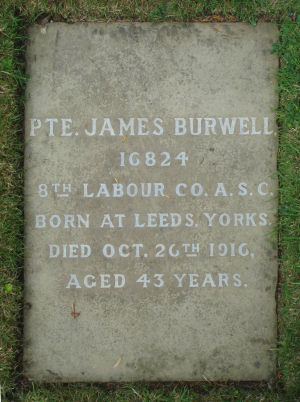 PTE. JAMES BURWELL,
16824
8TH LABOUR CO. A. S. C.
BORN AT LEEDS, YORKS.
DIED OCT. 26TH 1916,
AGED 43 YEARS.